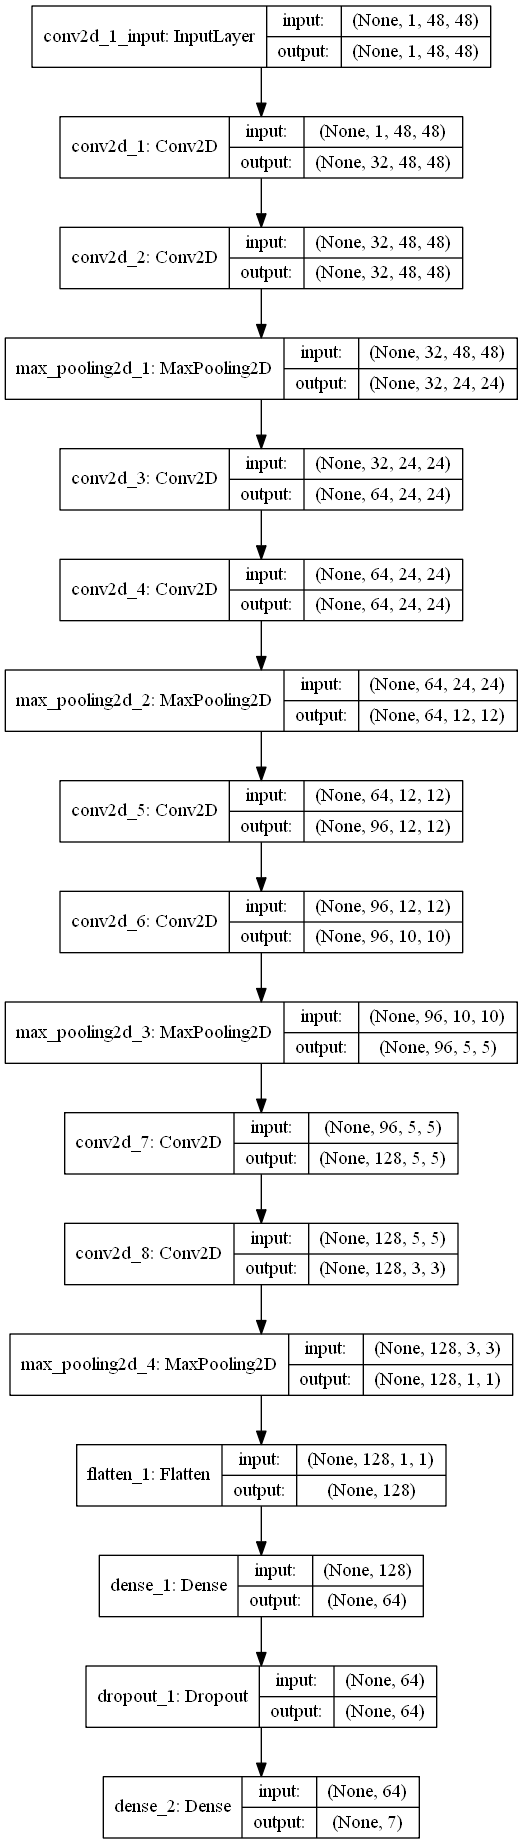 conv2d_1_input: InputLayer
input: (None, 1, 48, 48)
output: (None, 1, 48, 48)
conv2d_1: Conv2D
input: (None, 1, 48, 48)
output: (None, 32, 48, 48)
conv2d_2: Conv2D
input: (None, 32, 48, 48)
output: (None, 32, 48, 48)
max_pooling2d_1: MaxPooling2D
input: (None, 32, 48, 48)
output: (None, 32, 24, 24)
conv2d_3: Conv2D
input: (None, 32, 24, 24)
output: (None, 64, 24, 24)
conv2d_4: Conv2D
input: (None, 64, 24, 24)
output: (None, 64, 24, 24)
max_pooling2d_2: MaxPooling2D
input: (None, 64, 24, 24)
output: (None, 64, 12, 12)
conv2d_5: Conv2D
input: (None, 64, 12, 12)
output: (None, 96, 12, 12)
conv2d_6: Conv2D
input: (None, 96, 12, 12)
output: (None, 96, 10, 10)
max_pooling2d_3: MaxPooling2D
input: (None, 96, 10, 10)
output: (None, 96, 5, 5)
conv2d_7: Conv2D
input: (None, 96, 5, 5)
output: (None, 128, 5, 5)
conv2d_8: Conv2D
input: (None, 128, 5, 5)
output: (None, 128, 3, 3)
max_pooling2d_4: MaxPooling2D
input: (None, 128, 3, 3)
output: (None, 128, 1, 1)
flatten_1: Flatten
input: (None, 128, 1, 1)
output: (None, 128)
dense_1: Dense
input: (None, 128)
output: (None, 64)
dropout_1: Dropout
input: (None, 64)
output: (None, 64)
dense_2: Dense
input: (None, 64)
output: (None, 7)